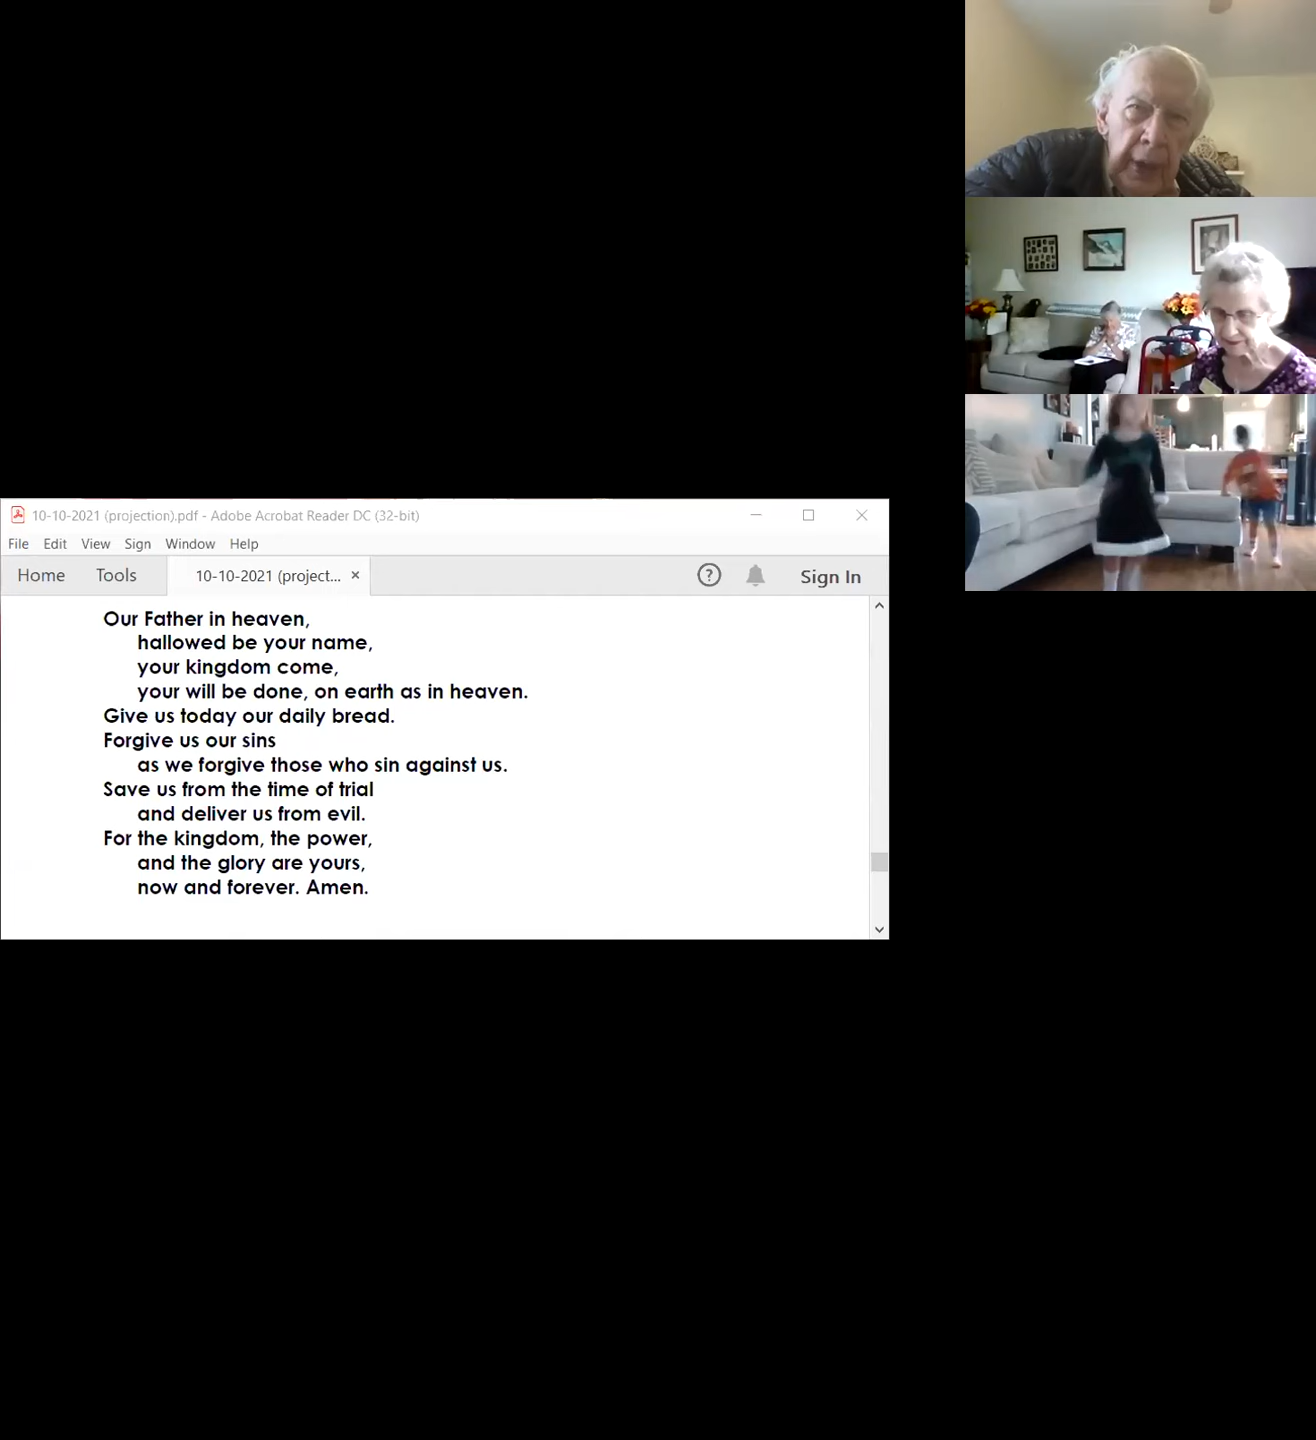 10-10-2021 (projection).pdf - Adobe Acrobat Reader DC (32-bit)
File Edit View Sign Window Help
Home Tools 10-10-2021 (project... × ? Sign In
Our Father in heaven,
hallowed be your name,
your kingdom come,
your will be done, on earth as in heaven.
Give us today our daily bread.
Forgive us our sins
as we forgive those who sin against us.
Save us from the time of trial
and deliver us from evil.
For the kingdom, the power,
and the glory are yours,
now and forever. Amen.